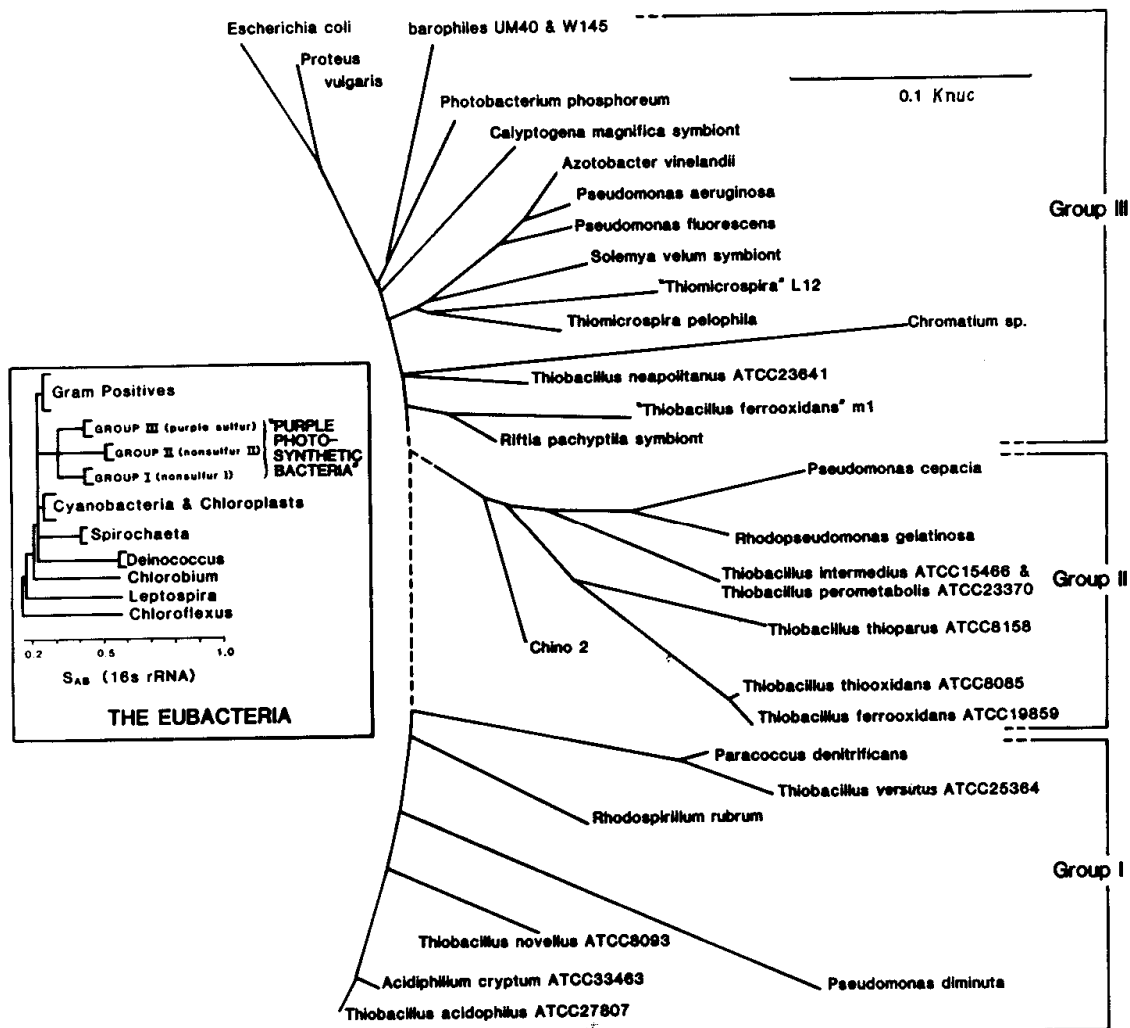 Escherichia coli
barophiles UM40 & W145
Proteus
vulgaris
0.1 Knuc
Photobacterium phosphoreum
Calyptogena magnifica symbiont
Azotobacter vinelandii
Pseudomonas aeruginosa
Group III
Pseudomonas fluorescens
Solemya velum symbiont
"Thiomicrospira" L12
Thiomicrospira pelophila
Chromatium sp.
Thiobacillus neapolitanus ATCC23641
"Thiobacillus ferrooxidans" m1
Riftia pachyptila symbiont
Pseudomonas cepacia
Rhodopseudomonas gelatinosa
Thiobacillus intermedius ATCC15466 &
Thiobacillus perometabolis ATCC23370
Group II
Thiobacillus thioparus ATCC8158
Chino 2
Thiobacillus thiooxidans ATCC8085
Thiobacillus ferrooxidans ATCC19859
Paracoccus denitrificans
Thiobacillus versutus ATCC25364
Rhodospirillum rubrum
Group I
Thiobacillus novellus ATCC8093
Acidiphilium cryptum ATCC33463
Pseudomonas diminuta
Thiobacillus acidophilus ATCC27807
Gram Positives
GROUP III (purple sulfur)
GROUP II (nonsulfur II)
GROUP I (nonsulfur I)
"PURPLE
PHOTO-
SYNTHETIC
BACTERIA"
Cyanobacteria & Chloroplasts
Spirochaeta
Deinococcus
Chlorobium
Leptospira
Chloroflexus
0.2 0.5 1.0
SAB (16s rRNA)
THE EUBACTERIA